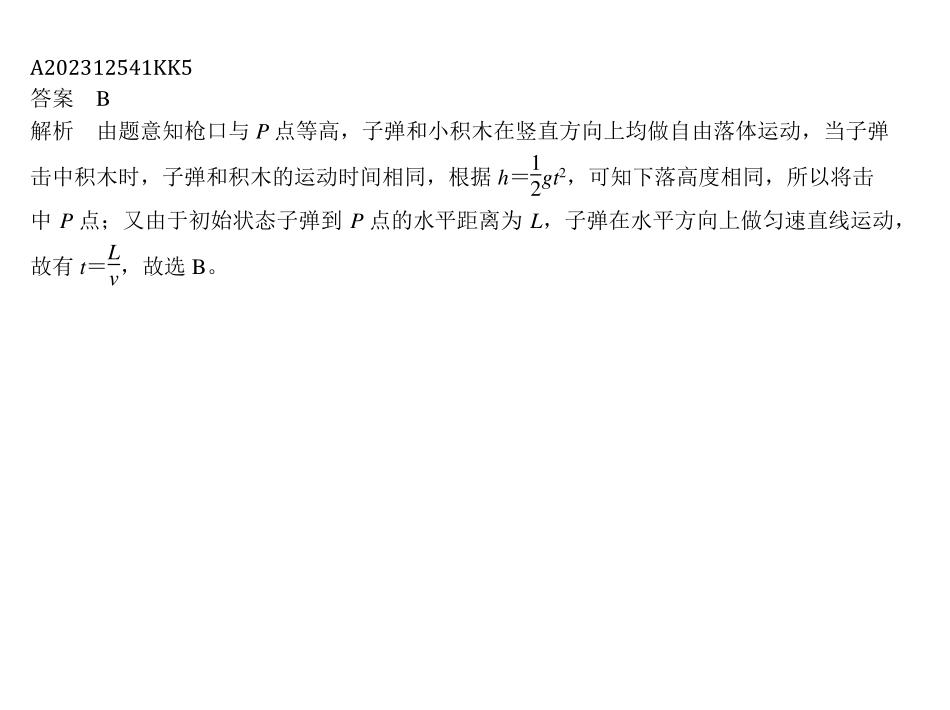 A202312541KK5
答案　B
解析　由题意知枪口与 P 点等高，子弹和小积木在竖直方向上均做自由落体运动，当子弹
击中积木时，子弹和积木的运动时间相同，根据 h＝\frac{1}{2}gt²，可知下落高度相同，所以将击
中 P 点；又由于初始状态子弹到 P 点的水平距离为 L，子弹在水平方向上做匀速直线运动，
故有 t＝\frac{L}{v}，故选 B。